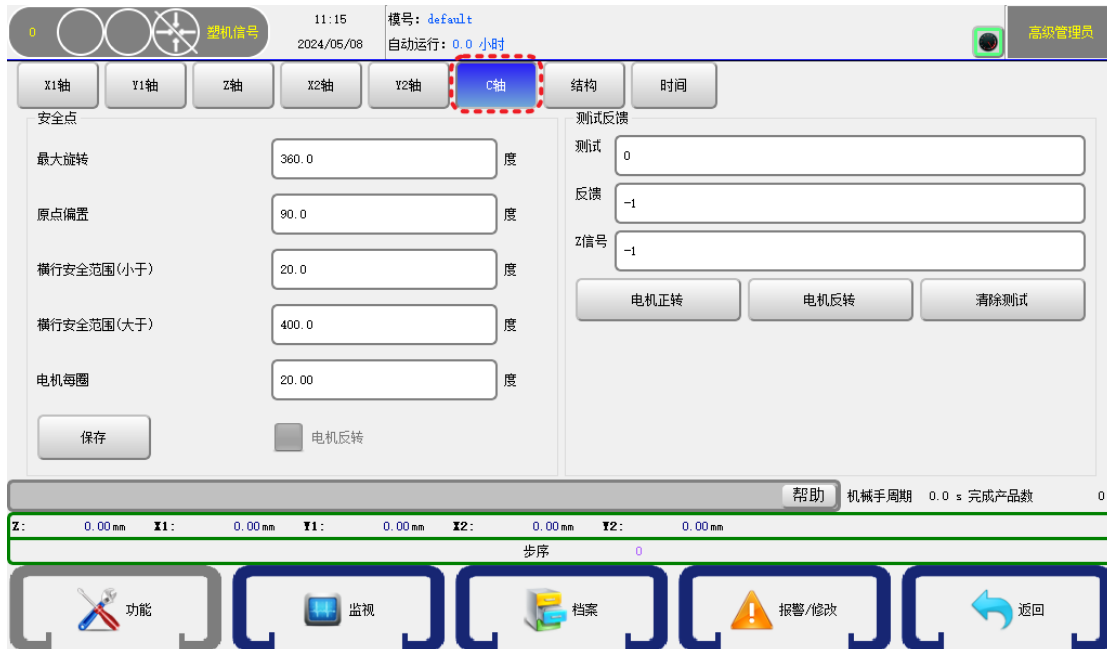 0 塑机信号
11:15
2024/05/08
模号: default
自动运行: 0.0 小时
高级管理员
X1轴 Y1轴 Z轴 X2轴 Y2轴 C轴 结构 时间
安全点
最大旋转 360.0 度
原点偏置 90.0 度
横行安全范围(小于) 20.0 度
横行安全范围(大于) 400.0 度
电机每圈 20.00 度
保存 电机反转
测试反馈
测试 0
反馈 -1
Z信号 -1
电机正转 电机反转 清除测试
帮助 机械手周期 0.0 s 完成产品数 0
Z: 0.00mm X1: 0.00mm Y1: 0.00mm X2: 0.00mm Y2: 0.00mm
步序 0
功能 监视 档案 报警/修改 返回